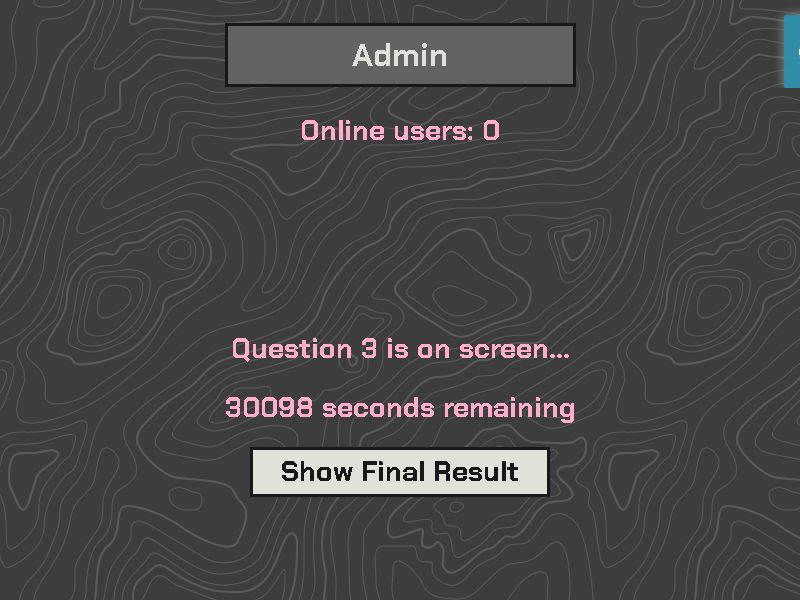 Admin
Online users: 0
Question 3 is on screen...
30098 seconds remaining
Show Final Result